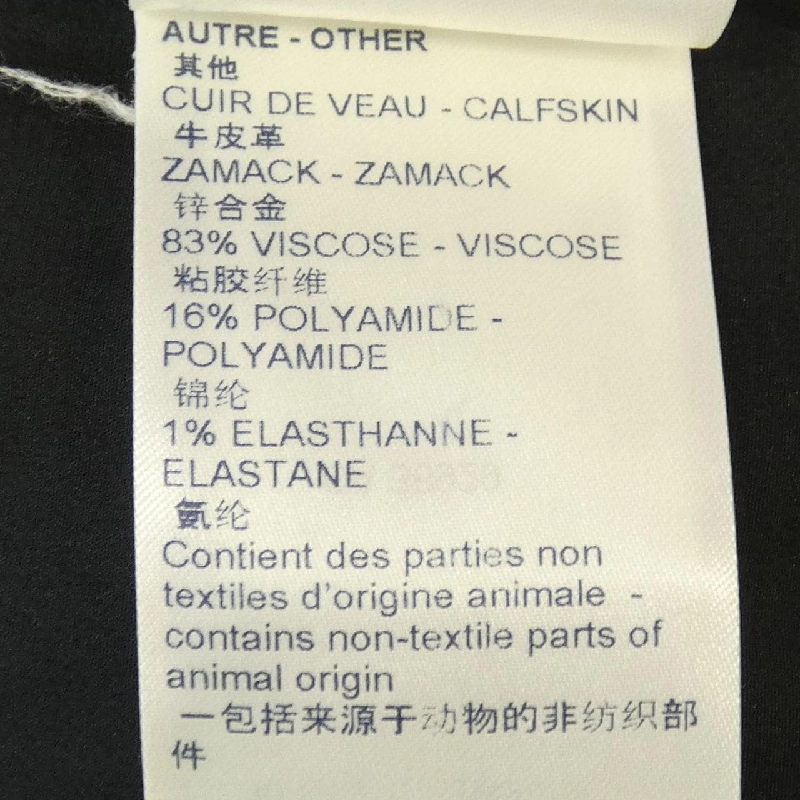 AUTRE - OTHER
其他
CUIR DE VEAU - CALFSKIN
牛皮革
ZAMACK - ZAMACK
锌合金
83% VISCOSE - VISCOSE
粘胶纤维
16% POLYAMIDE -
POLYAMIDE
锦纶
1% ELASTHANNE -
ELASTANE
氨纶
Contient des parties non
textiles d'origine animale -
contains non-textile parts of
animal origin
一包括来源于动物的非纺织部
件